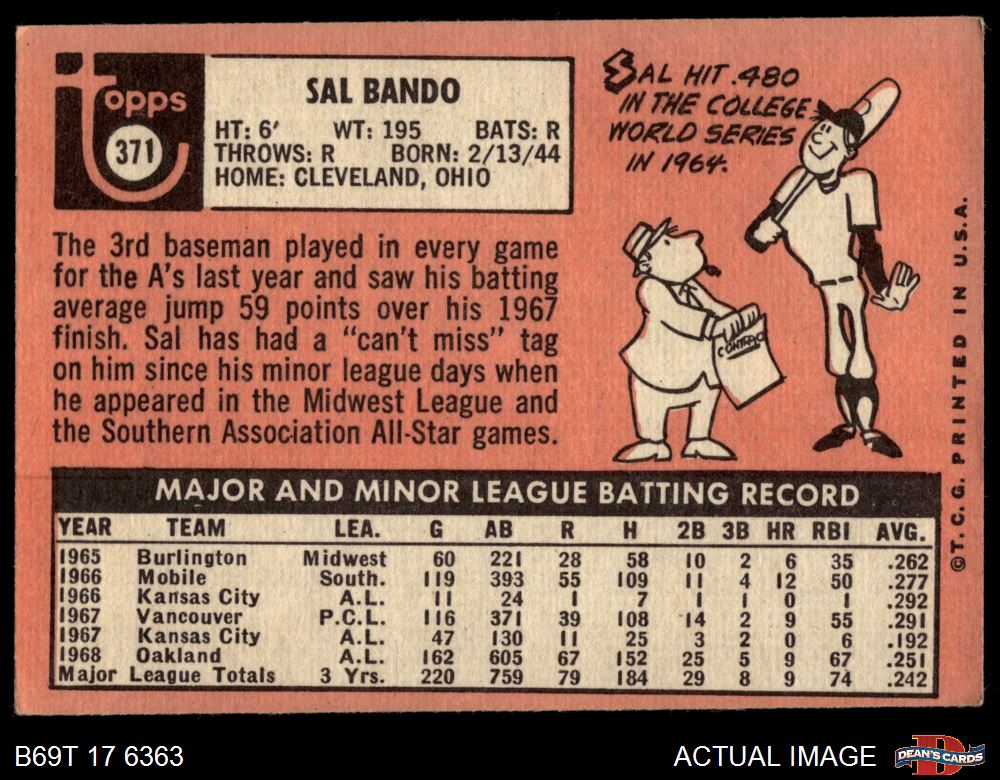 Topps
371
SAL BANDO
HT: 6' WT: 195 BATS: R
THROWS: R BORN: 2/13/44
HOME: CLEVELAND, OHIO
SAL HIT .480
IN THE COLLEGE
WORLD SERIES
IN 1964.
The 3rd baseman played in every game
for the A's last year and saw his batting
average jump 59 points over his 1967
finish. Sal has had a "can't miss" tag
on him since his minor league days when
he appeared in the Midwest League and
the Southern Association All-Star games.
CONTRACT
©T. C. G. PRINTED IN U.S.A.
MAJOR AND MINOR LEAGUE BATTING RECORD
YEAR TEAM LEA. G AB R H 2B 3B HR RBI AVG.
1965 Burlington Midwest 60 221 28 58 10 2 6 35 .262
1966 Mobile South. 119 393 55 109 11 4 12 50 .277
1966 Kansas City A.L. 11 24 1 7 1 1 0 1 .292
1967 Vancouver P.C.L. 116 371 39 108 14 2 9 55 .291
1967 Kansas City A.L. 47 130 11 25 3 2 0 6 .192
1968 Oakland A.L. 162 605 67 152 25 5 9 67 .251
Major League Totals 3 Yrs. 220 759 79 184 29 8 9 74 .242
B69T 17 6363
ACTUAL IMAGE
DEAN'S CARDS